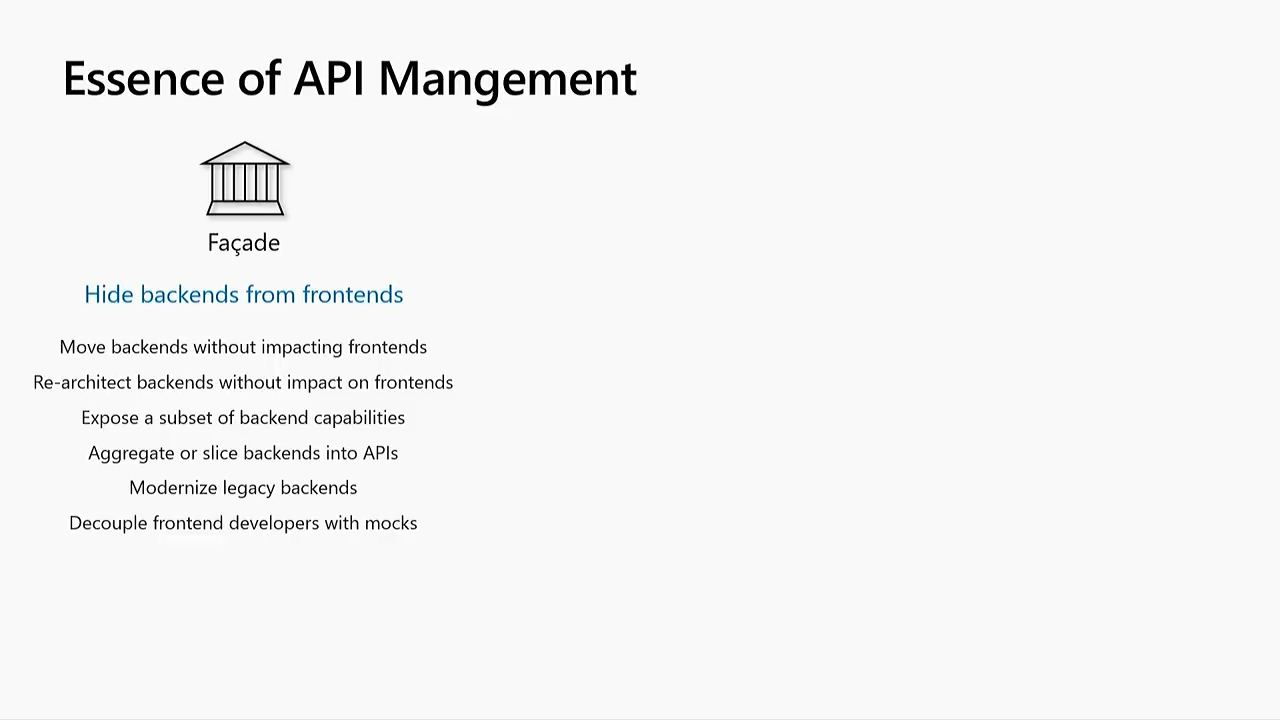 Essence of API Mangement
Façade
Hide backends from frontends
Move backends without impacting frontends
Re-architect backends without impact on frontends
Expose a subset of backend capabilities
Aggregate or slice backends into APIs
Modernize legacy backends
Decouple frontend developers with mocks